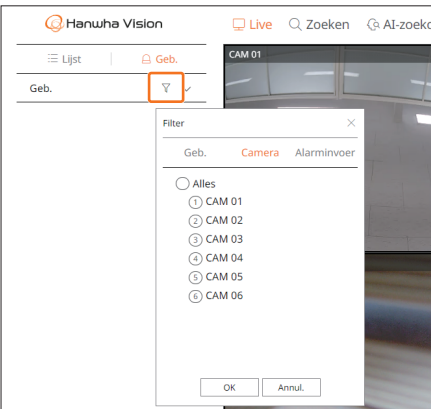 Hanwha Vision
Live Zoeken AI-zoeko
Lijst Geb.
CAM 01
Geb.
Filter
Geb. Camera Alarminvoer
Alles
1 CAM 01
2 CAM 02
3 CAM 03
4 CAM 04
5 CAM 05
6 CAM 06
OK Annul.